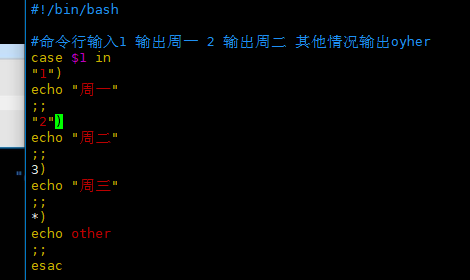 #!/bin/bash
#命令行输入1 输出周一 2 输出周二 其他情况输出oyher
case $1 in
"1")
echo "周一"
;;
"2")
echo "周二"
;;
3)
echo "周三"
;;
*)
echo other
;;
esac